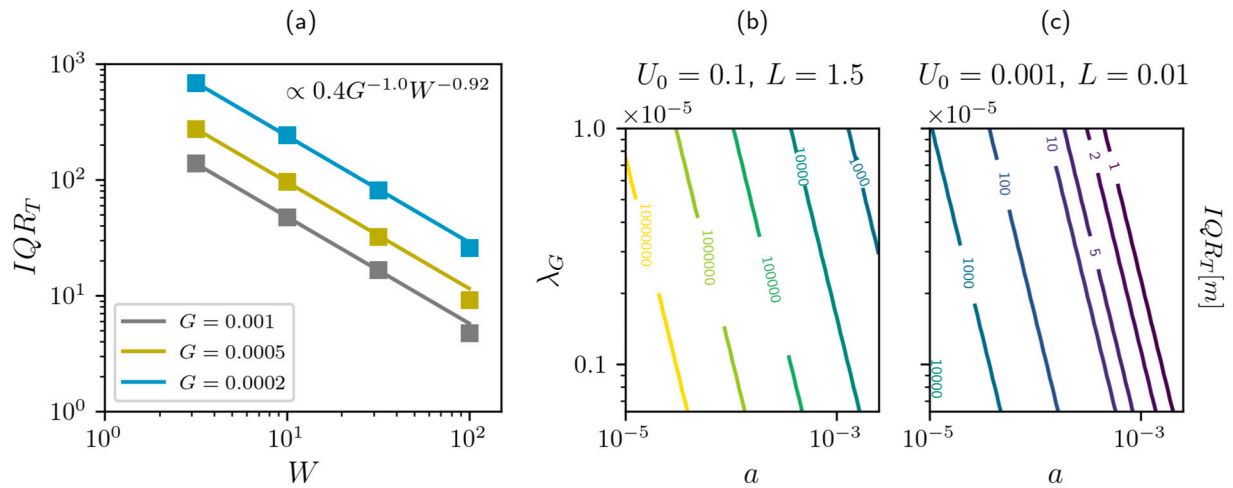 (a)
IQR_T
10^3
10^2
10^1
10^0
∝ 0.4G^{-1.0}W^{-0.92}
G = 0.001
G = 0.0005
G = 0.0002
10^0
10^1
10^2
W
(b)
U_0 = 0.1, L = 1.5
×10^{-5}
1.0
0.1
λ_G
10000000
1000000
100000
10000
1000
10^{-5}
10^{-3}
a
(c)
U_0 = 0.001, L = 0.01
×10^{-5}
10000
1000
100
10
5
2
1
10^{-5}
10^{-3}
a
IQR_T[m]